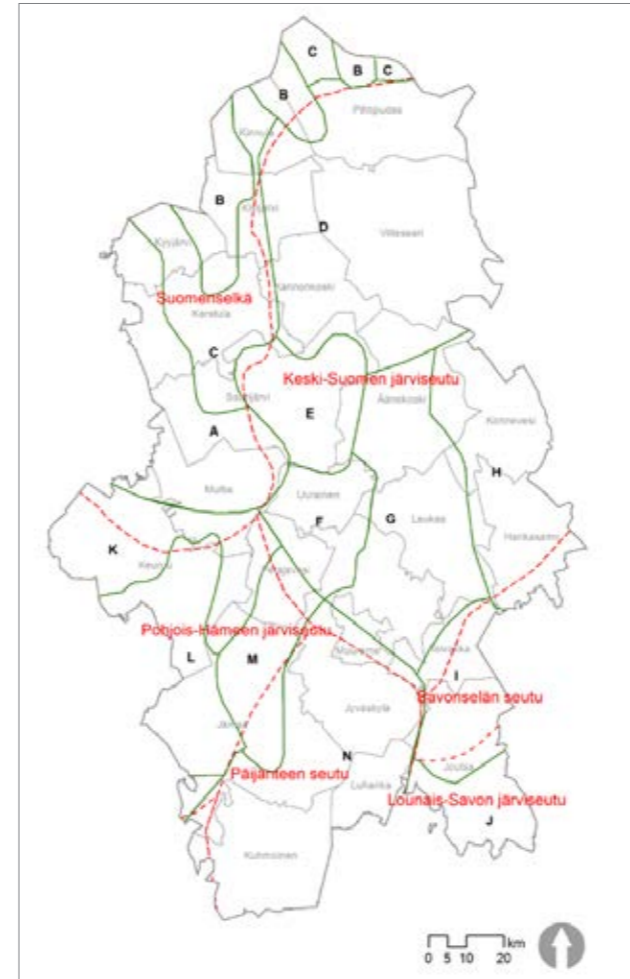 C
B
C
B
Pihtipudas
Kinnula
B
Kivijärvi
D
Viitasaari
Kyyjärvi
Kannonkoski
Suomenselkä
Karstula
C
Keski-Suomen järviseutu
Saarijärvi
Äänekoski
E
Konnevesi
A
H
Multia
Uurainen
F
G
Laukaa
Hankasalmi
K
Keuruu
Petäjävesi
Pohjois-Hämeen järviseutu
Muurame
L
M
Toivakka
I
Savonselän seutu
Jämsä
Jyväskylä
N
Joutsa
Päijänteen seutu
Luhanka
Lounais-Savon järviseutu
J
Kuhmoinen
km
0 5 10 20